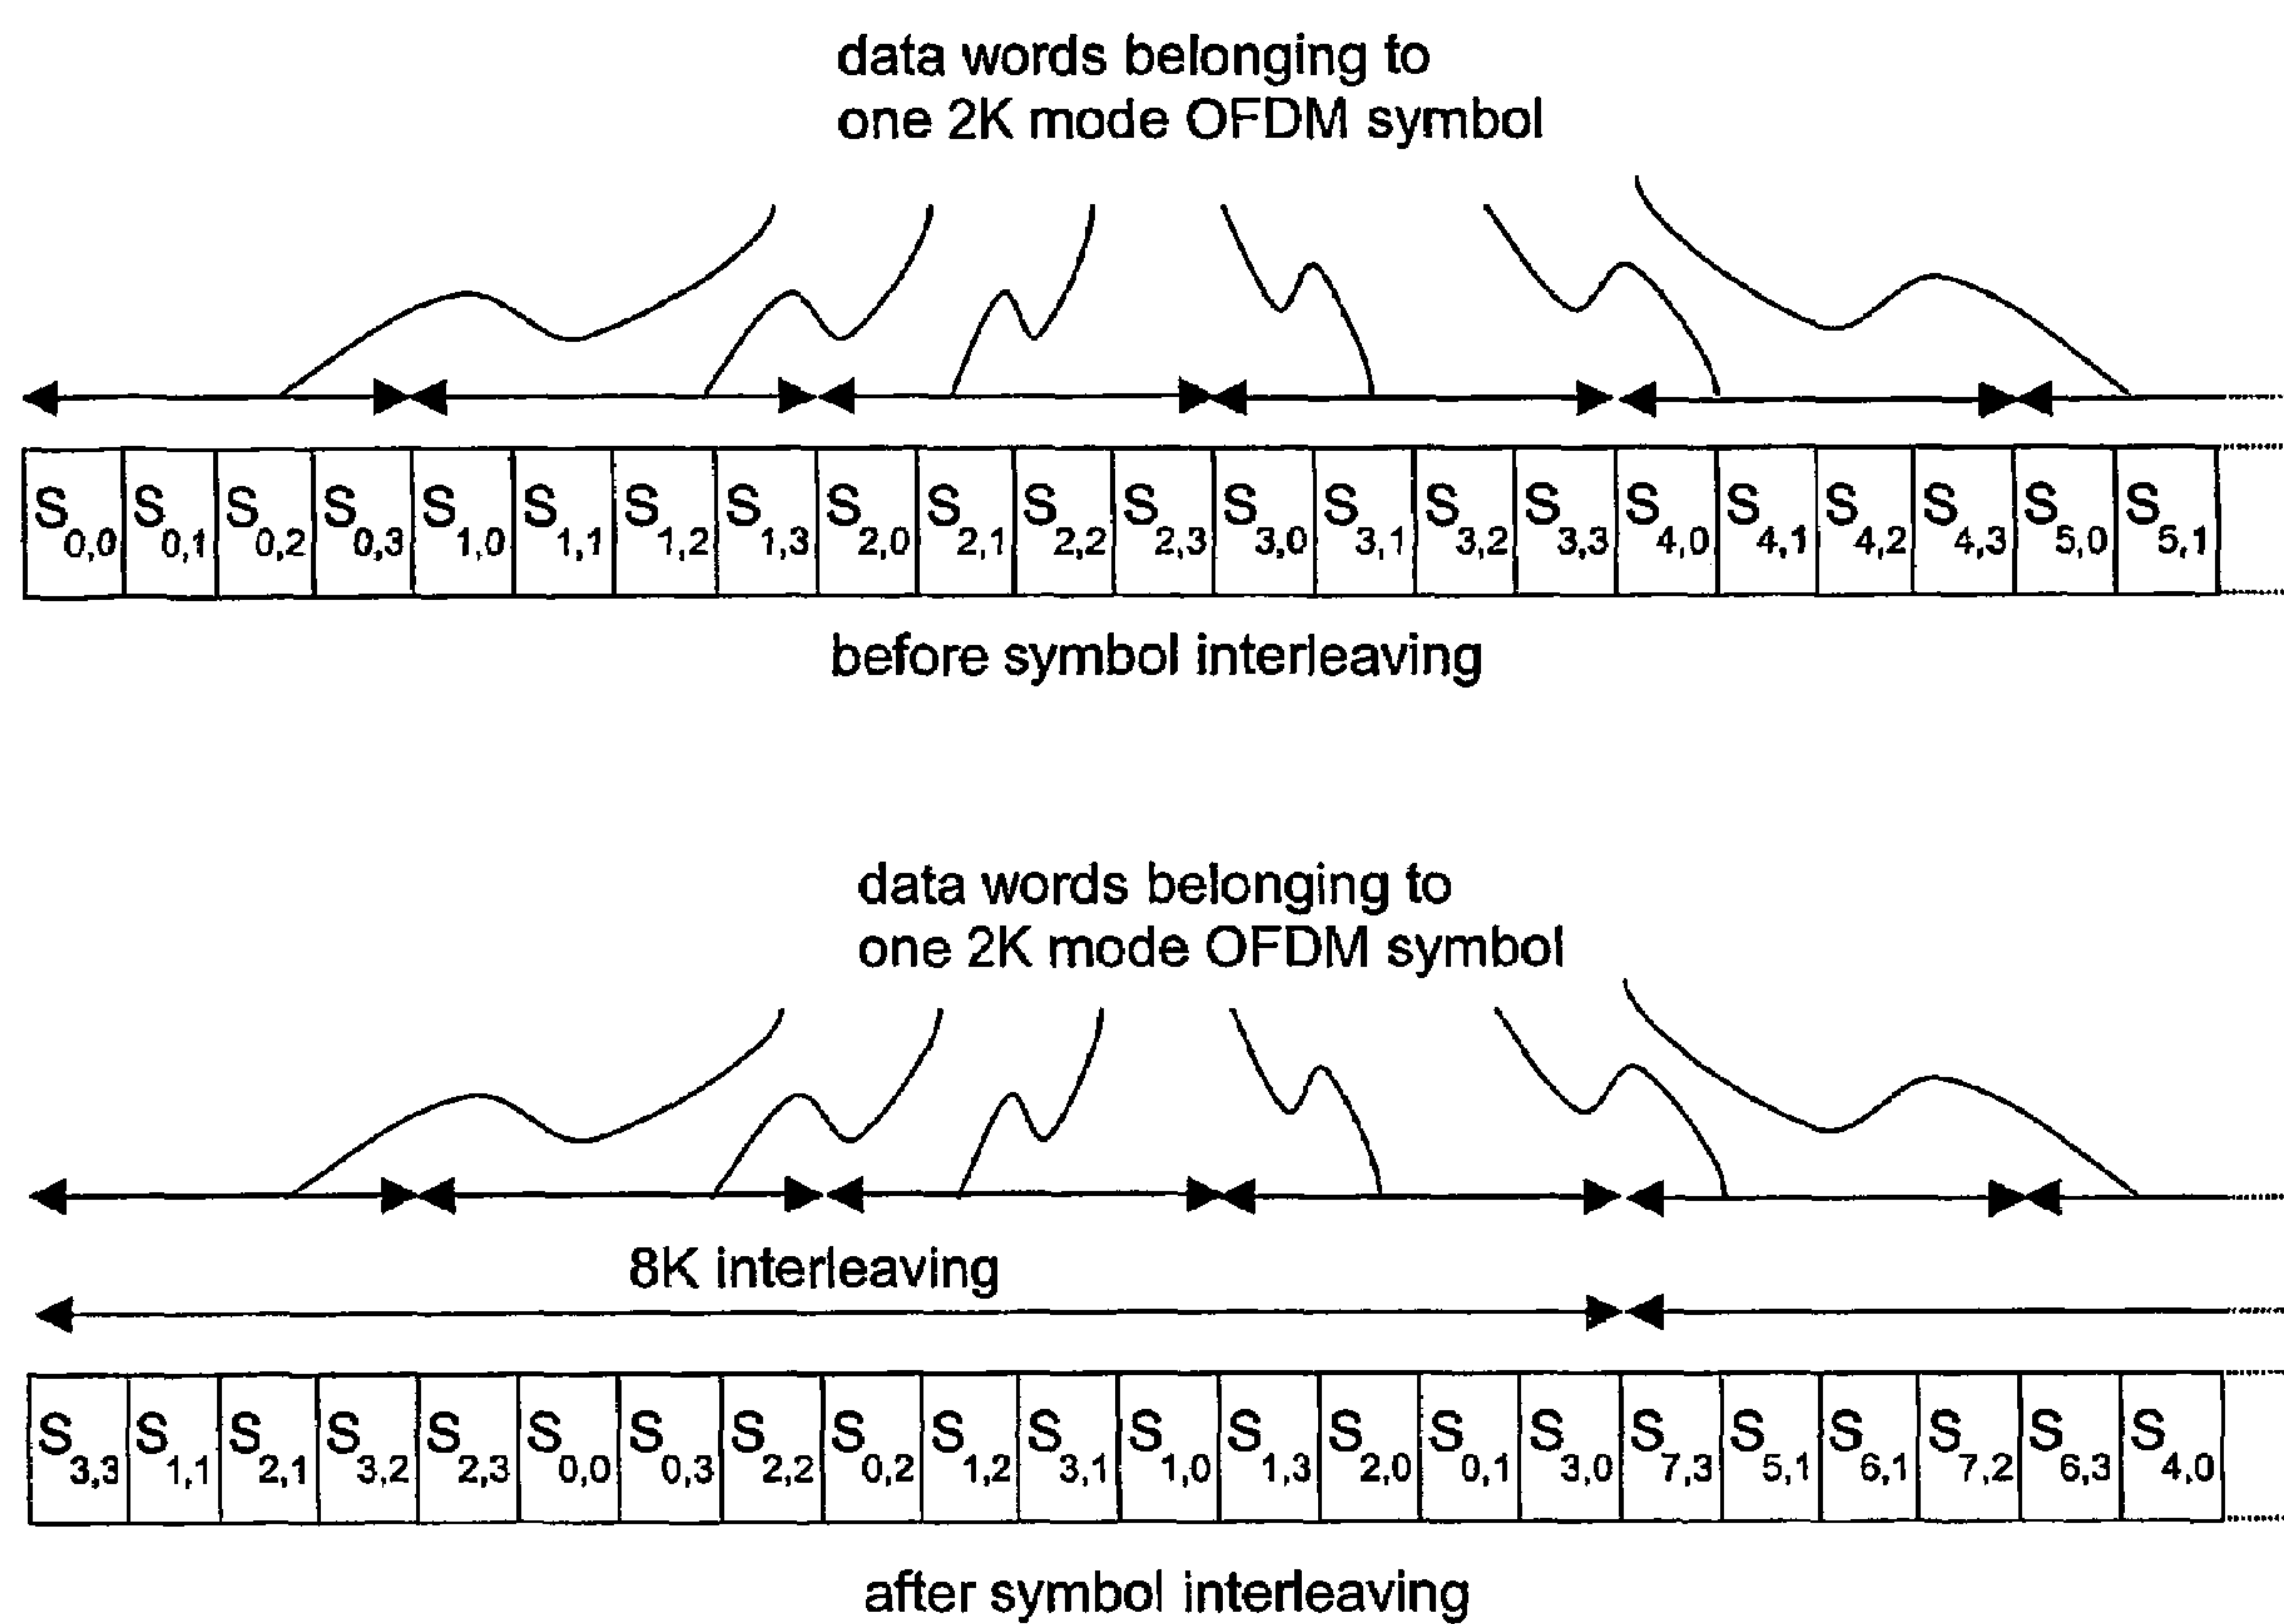 data words belonging to
one 2K mode OFDM symbol
S0,0 S0,1 S0,2 S0,3 S1,0 S1,1 S1,2 S1,3 S2,0 S2,1 S2,2 S2,3 S3,0 S3,1 S3,2 S3,3 S4,0 S4,1 S4,2 S4,3 S5,0 S5,1
before symbol interleaving
data words belonging to
one 2K mode OFDM symbol
8K interleaving
S3,3 S1,1 S2,1 S3,2 S2,3 S0,0 S0,3 S2,2 S0,2 S1,2 S3,1 S1,0 S1,3 S2,0 S0,1 S3,0 S7,3 S5,1 S6,1 S7,2 S6,3 S4,0
after symbol interleaving